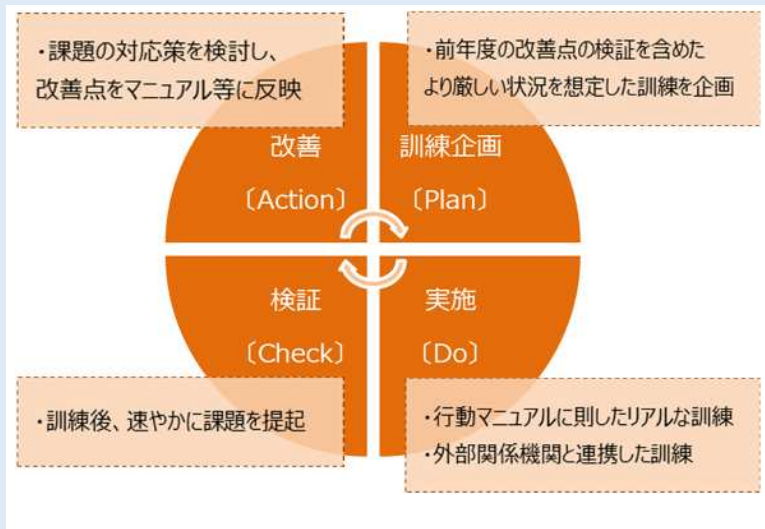 ・課題の対応策を検討し、
改善点をマニュアル等に反映
・前年度の改善点の検証を含めた
より厳しい状況を想定した訓練を企画
改善
〔Action〕
訓練企画
〔Plan〕
検証
〔Check〕
実施
〔Do〕
・訓練後、速やかに課題を提起
・行動マニュアルに則したリアルな訓練
・外部関係機関と連携した訓練